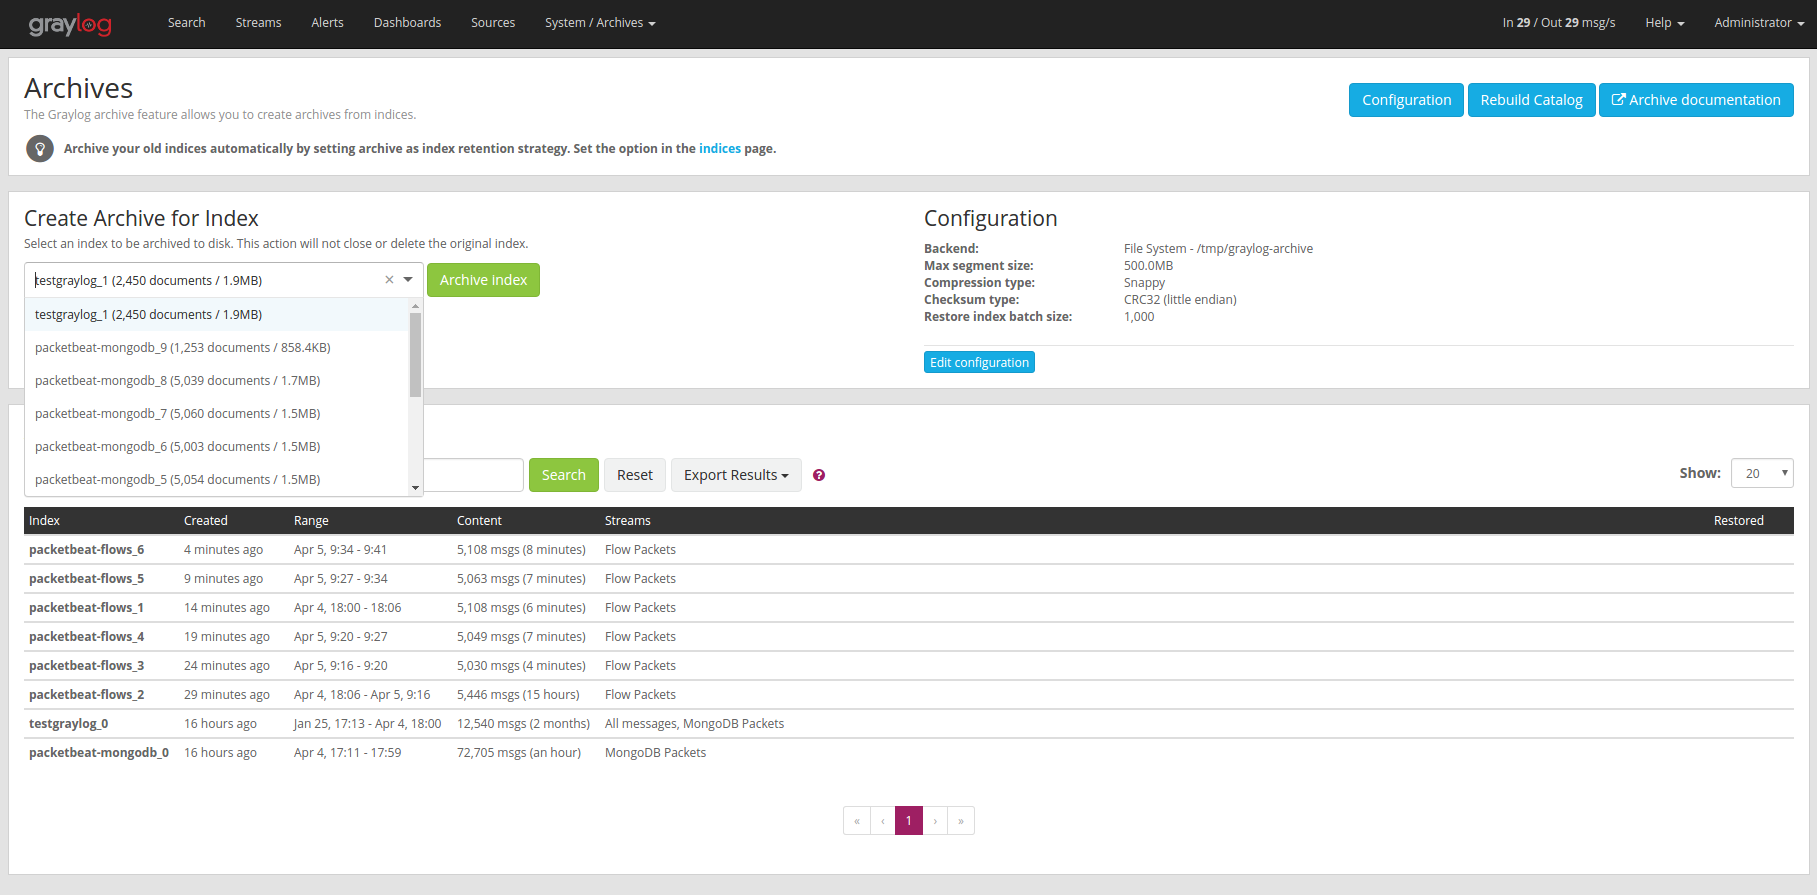 graylog Search Streams Alerts Dashboards Sources System / Archives In 29 / Out 29 msg/s Help Administrator
Archives
The Graylog archive feature allows you to create archives from indices.
Configuration Rebuild Catalog Archive documentation
Archive your old indices automatically by setting archive as index retention strategy. Set the option in the indices page.
Create Archive for Index
Select an index to be archived to disk. This action will not close or delete the original index.
testgraylog_1 (2,450 documents / 1.9MB) × Archive index
testgraylog_1 (2,450 documents / 1.9MB)
packetbeat-mongodb_9 (1,253 documents / 858.4KB)
packetbeat-mongodb_8 (5,039 documents / 1.7MB)
packetbeat-mongodb_7 (5,060 documents / 1.5MB)
packetbeat-mongodb_6 (5,003 documents / 1.5MB)
packetbeat-mongodb_5 (5,054 documents / 1.5MB)
Configuration
Backend: File System - /tmp/graylog-archive
Max segment size: 500.0MB
Compression type: Snappy
Checksum type: CRC32 (little endian)
Restore index batch size: 1,000
Edit configuration
Search Reset Export Results ? Show: 20
Index Created Range Content Streams Restored
packetbeat-flows_6 4 minutes ago Apr 5, 9:34 - 9:41 5,108 msgs (8 minutes) Flow Packets
packetbeat-flows_5 9 minutes ago Apr 5, 9:27 - 9:34 5,063 msgs (7 minutes) Flow Packets
packetbeat-flows_1 14 minutes ago Apr 4, 18:00 - 18:06 5,108 msgs (6 minutes) Flow Packets
packetbeat-flows_4 19 minutes ago Apr 5, 9:20 - 9:27 5,049 msgs (7 minutes) Flow Packets
packetbeat-flows_3 24 minutes ago Apr 5, 9:16 - 9:20 5,030 msgs (4 minutes) Flow Packets
packetbeat-flows_2 29 minutes ago Apr 4, 18:06 - Apr 5, 9:16 5,446 msgs (15 hours) Flow Packets
testgraylog_0 16 hours ago Jan 25, 17:13 - Apr 4, 18:00 12,540 msgs (2 months) All messages, MongoDB Packets
packetbeat-mongodb_0 16 hours ago Apr 4, 17:11 - 17:59 72,705 msgs (an hour) MongoDB Packets
« ‹ 1 › »